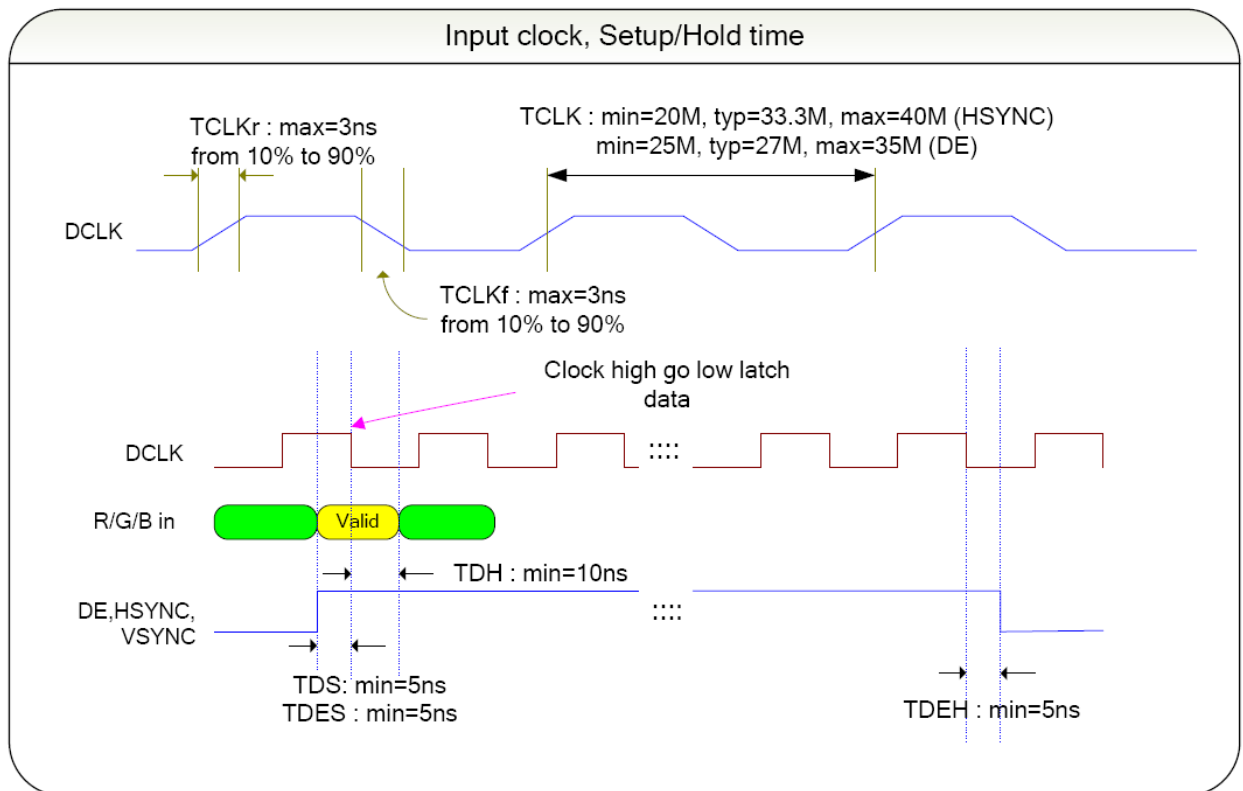 Input clock, Setup/Hold time
TCLKr : max=3ns
from 10% to 90%
TCLK : min=20M, typ=33.3M, max=40M (HSYNC)
min=25M, typ=27M, max=35M (DE)
DCLK
TCLKf : max=3ns
from 10% to 90%
Clock high go low latch
data
DCLK
::::
R/G/B in
Valid
TDH : min=10ns
DE,HSYNC,
VSYNC
::::
TDS: min=5ns
TDES : min=5ns
TDEH : min=5ns